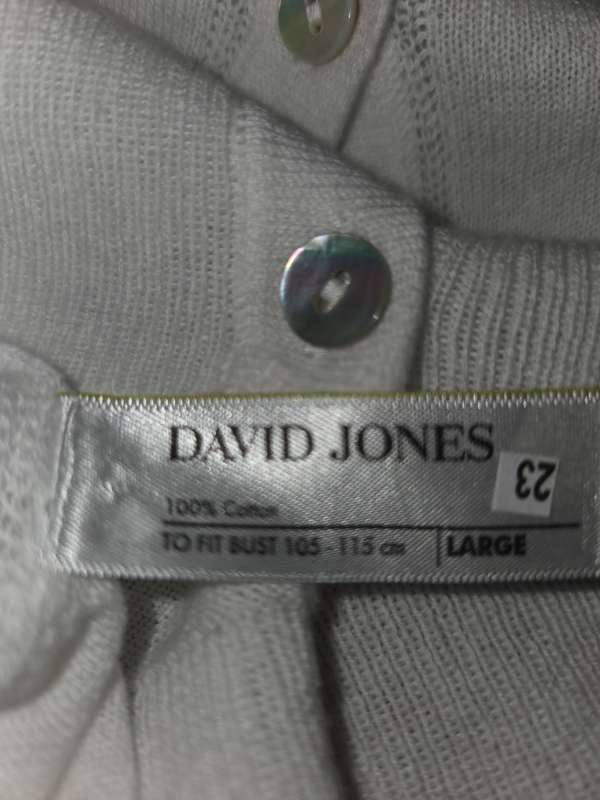 DAVID JONES
23
100% Cotton
TO FIT BUST 105 - 115 cm LARGE